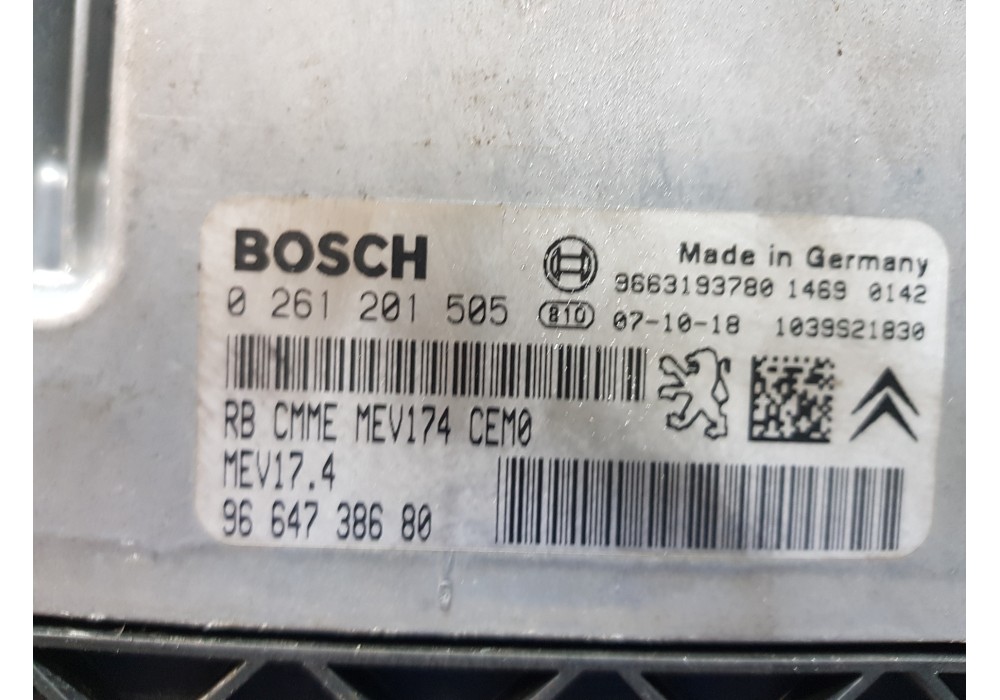 BOSCH
Made in Germany
9663193780 1469 0142
0 261 201 505
810 07-10-18 1039S21830
RB CMME MEV174 CEM0
MEV17.4
96 647 386 80